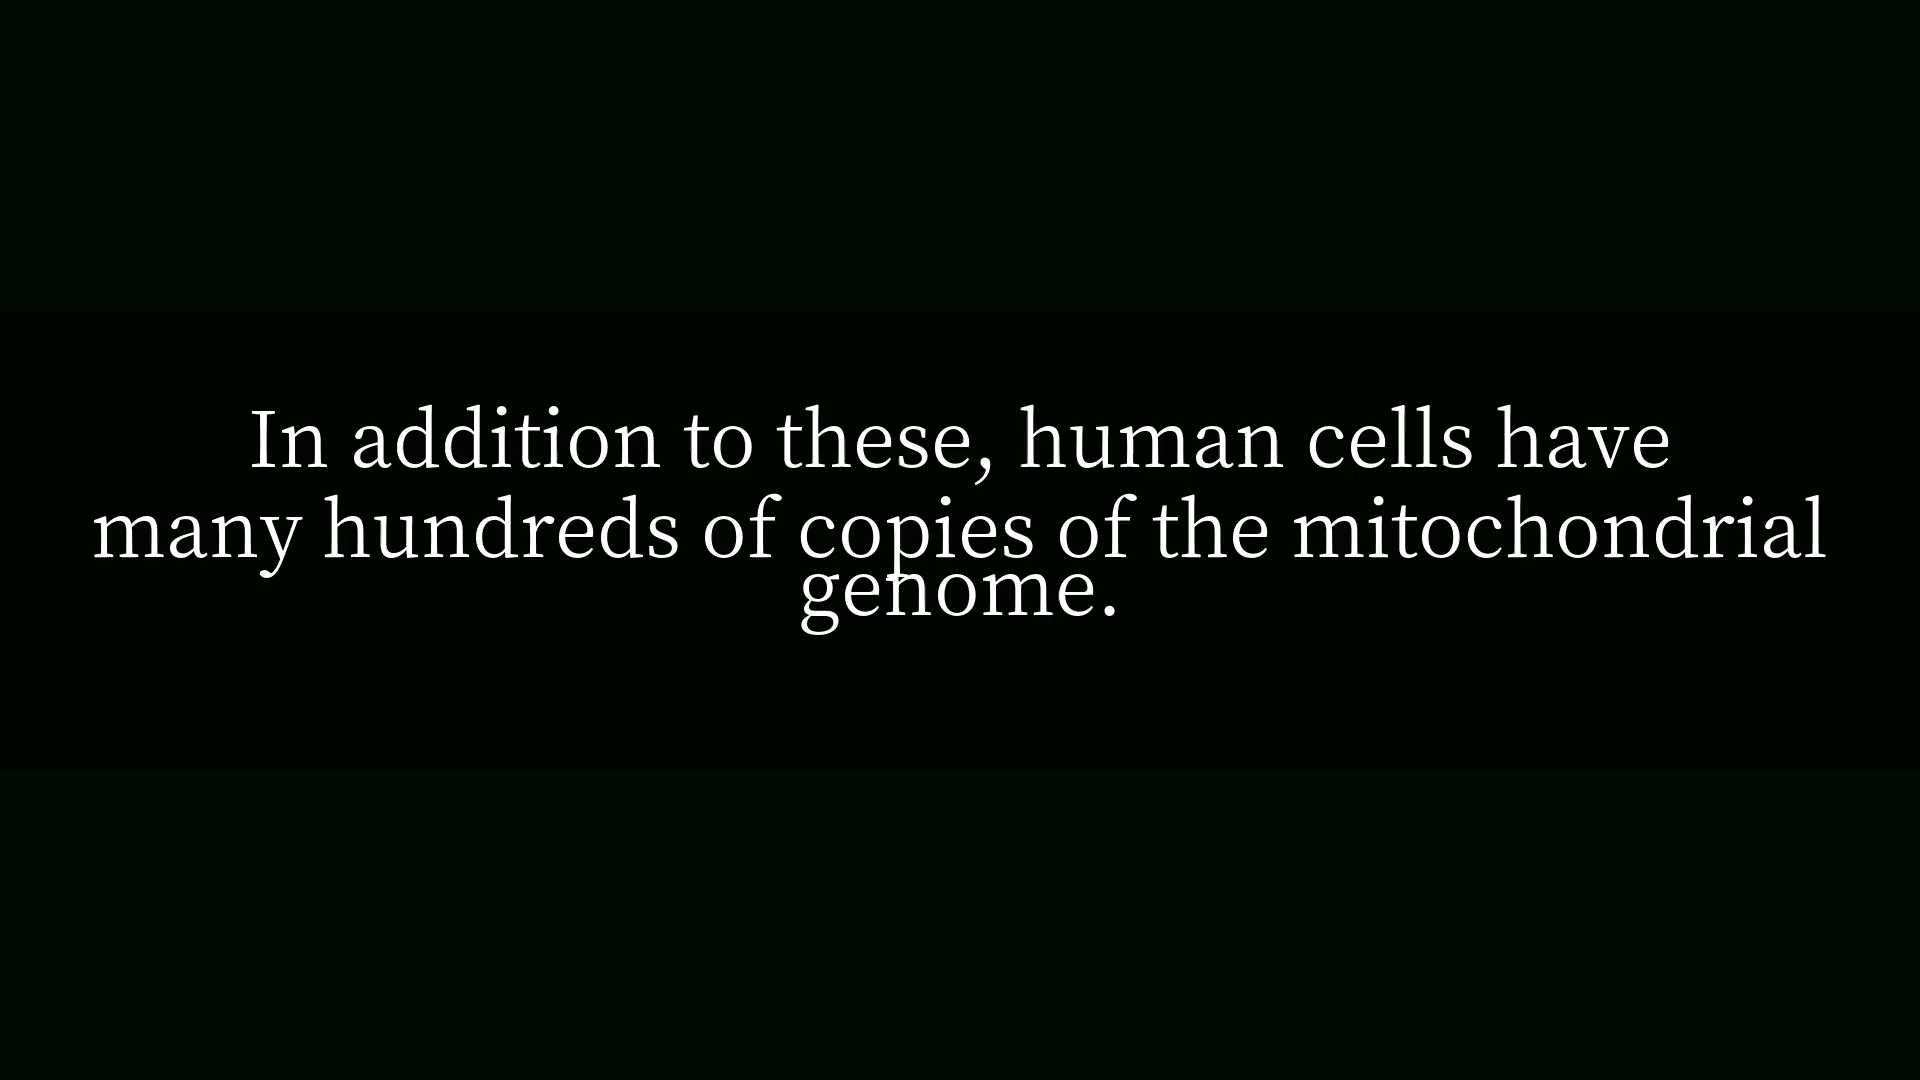 In addition to these, human cells have
many hundreds of copies of the mitochondrial
genome.